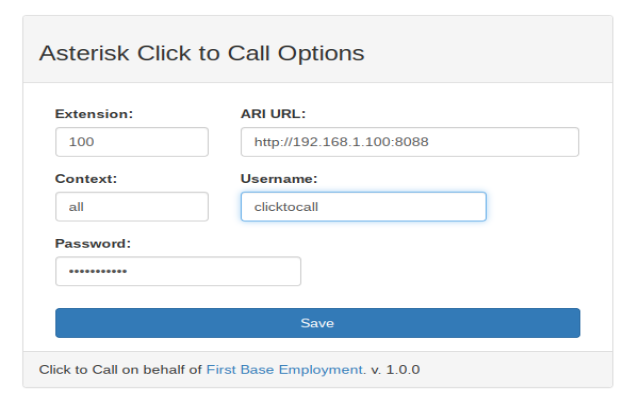 Asterisk Click to Call Options
Extension: ARI URL:
100 http://192.168.1.100:8088
Context: Username:
all clicktocall
Password:
•••••••••••
Save
Click to Call on behalf of First Base Employment. v. 1.0.0